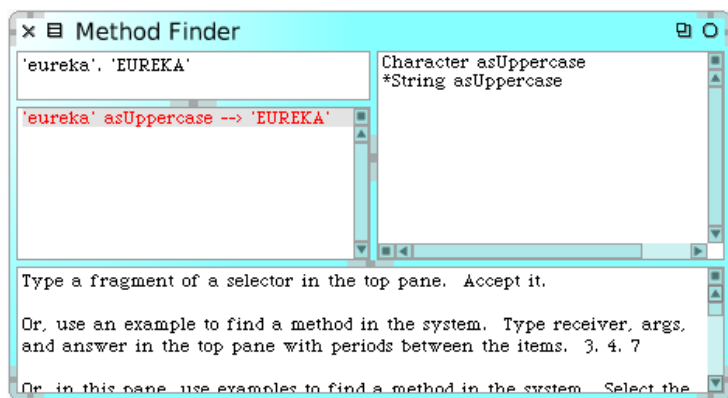 Method Finder
'eureka'. 'EUREKA'
'eureka' asUppercase --> 'EUREKA'
Character asUppercase
*String asUppercase
Type a fragment of a selector in the top pane.  Accept it.
Or, use an example to find a method in the system.  Type receiver, args,
and answer in the top pane with periods between the items.  3. 4. 7
Or, in this pane, use examples to find a method in the system.  Select the